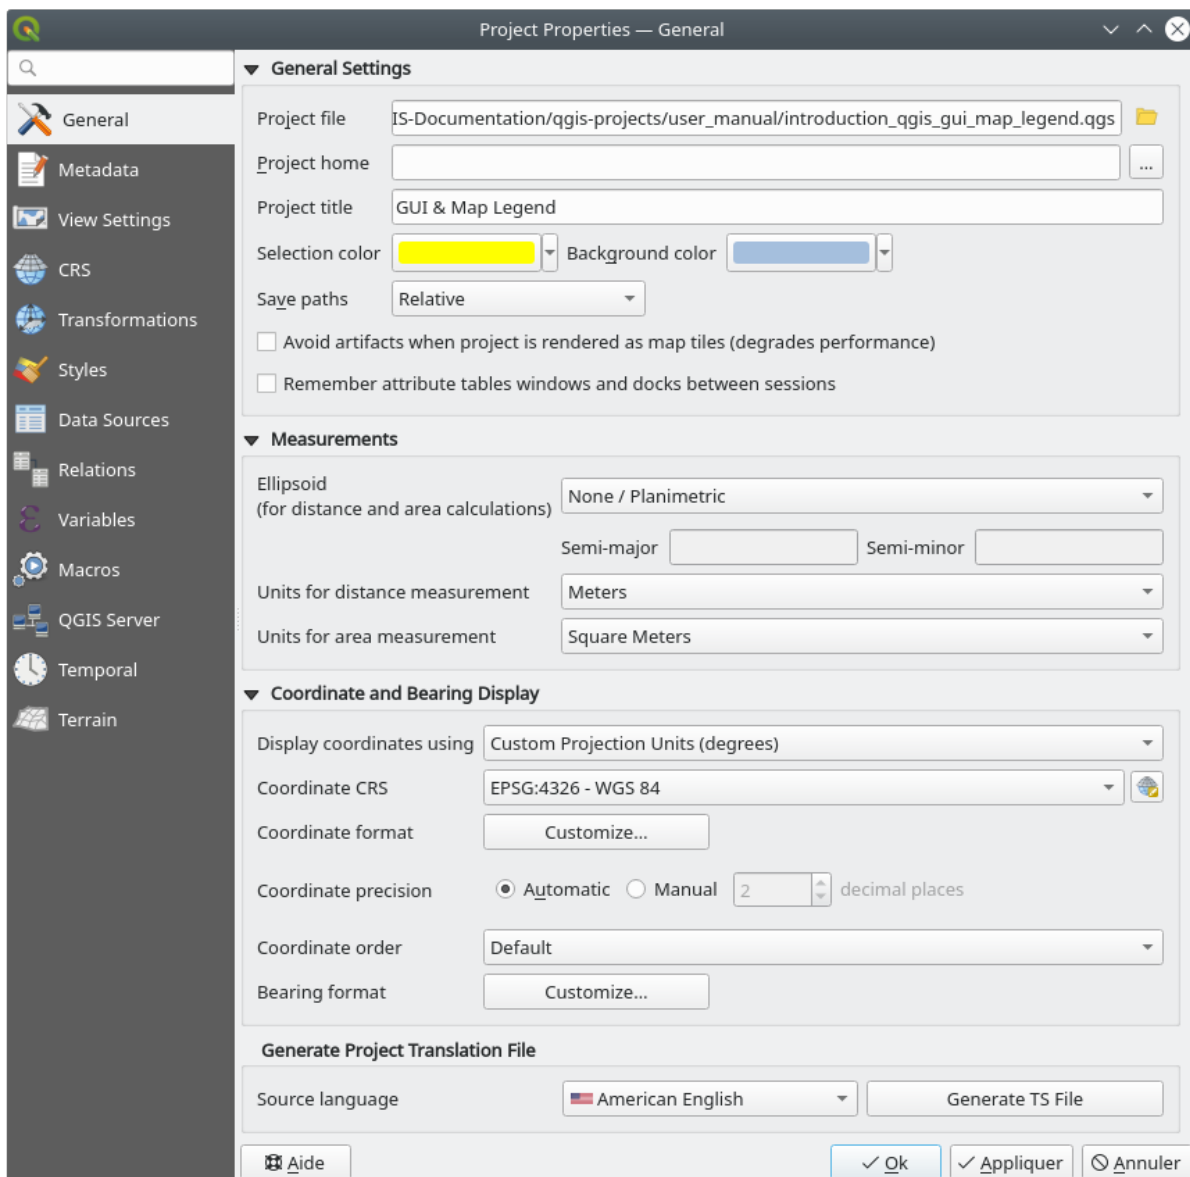 Project Properties — General
General Settings
General
Project file IS-Documentation/qgis-projects/user_manual/introduction_qgis_gui_map_legend.qgs
Metadata
Project home ...
View Settings
Project title GUI & Map Legend
CRS
Selection color Background color
Transformations
Save paths Relative
Avoid artifacts when project is rendered as map tiles (degrades performance)
Styles
Remember attribute tables windows and docks between sessions
Data Sources
Measurements
Relations
Ellipsoid
(for distance and area calculations) None / Planimetric
Variables
Semi-major Semi-minor
Macros
Units for distance measurement Meters
QGIS Server
Units for area measurement Square Meters
Temporal
Coordinate and Bearing Display
Terrain
Display coordinates using Custom Projection Units (degrees)
Coordinate CRS EPSG:4326 - WGS 84
Coordinate format Customize...
Coordinate precision Automatic Manual 2 decimal places
Coordinate order Default
Bearing format Customize...
Generate Project Translation File
Source language American English Generate TS File
Aide Ok Appliquer Annuler